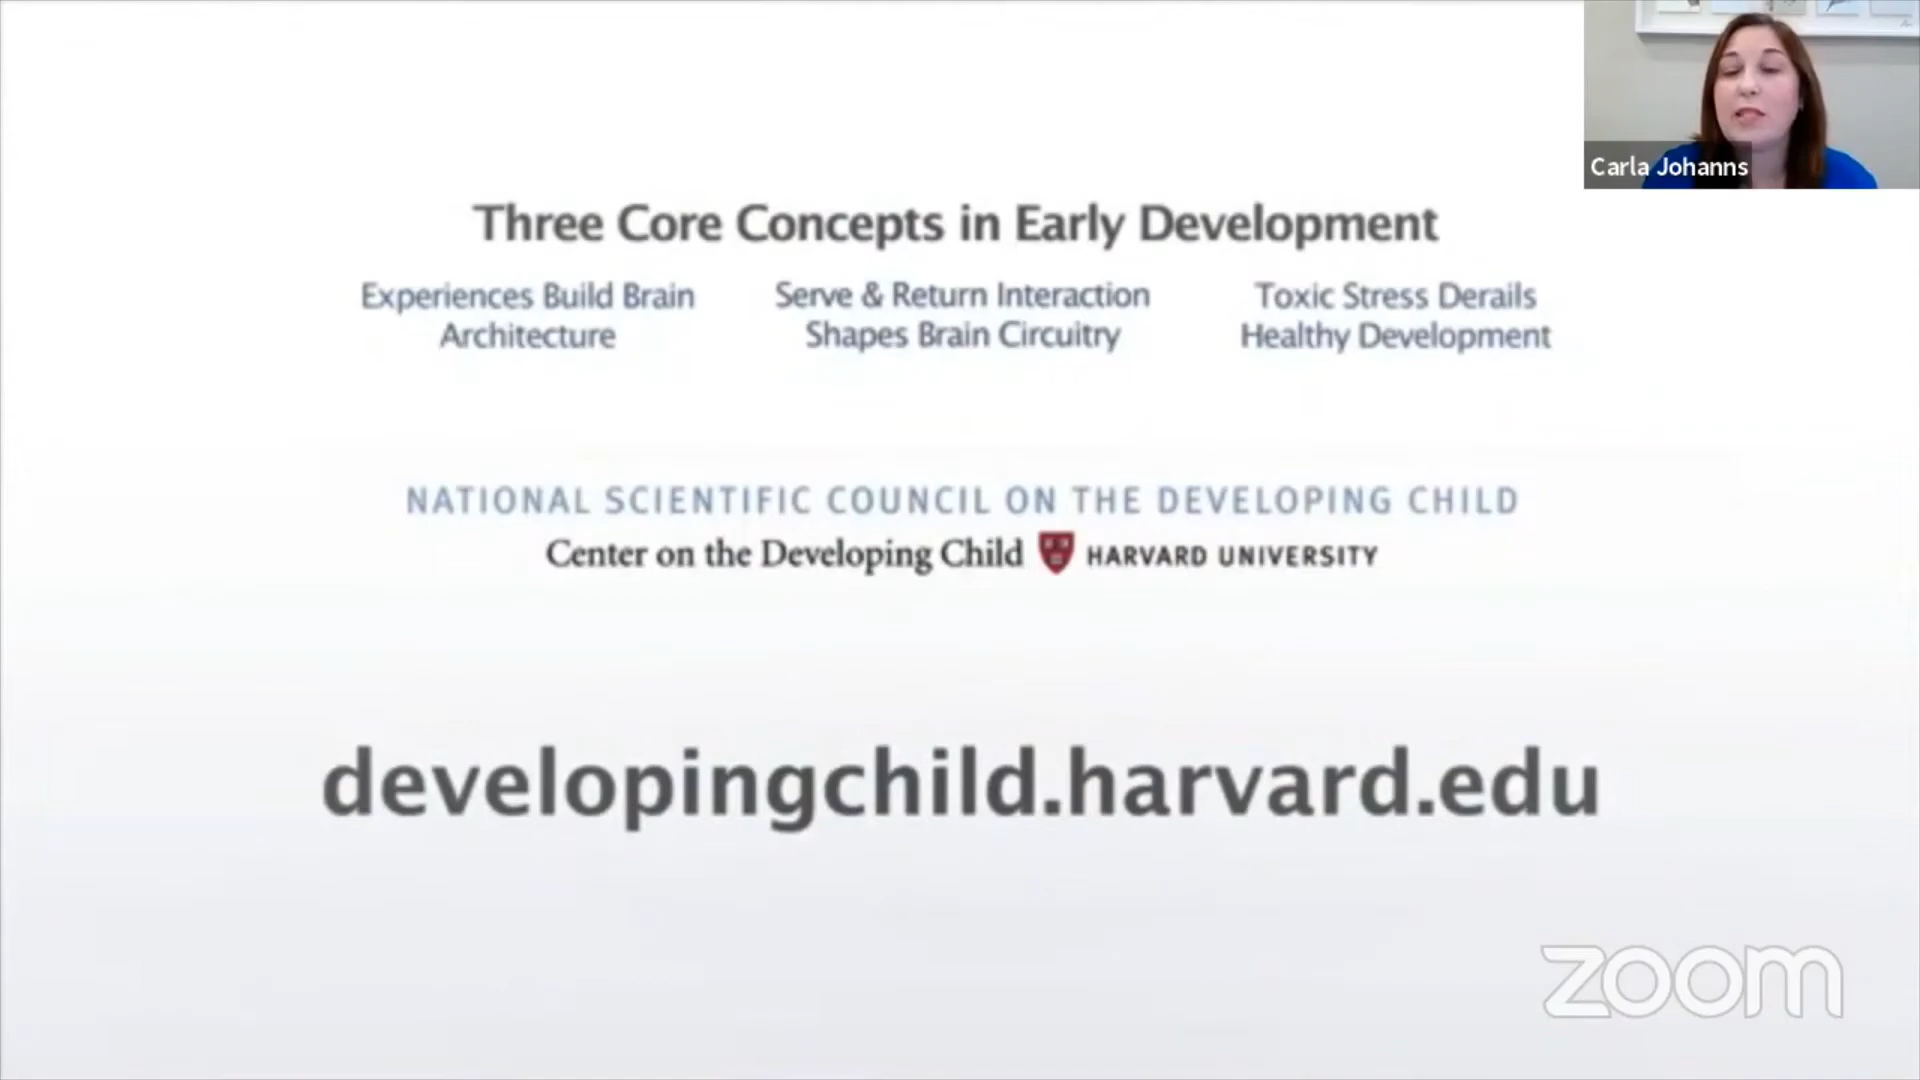 Carla Johanns
Three Core Concepts in Early Development
Experiences Build Brain
Architecture
Serve & Return Interaction
Shapes Brain Circuitry
Toxic Stress Derails
Healthy Development
NATIONAL SCIENTIFIC COUNCIL ON THE DEVELOPING CHILD
Center on the Developing Child HARVARD UNIVERSITY
developingchild.harvard.edu
zoom